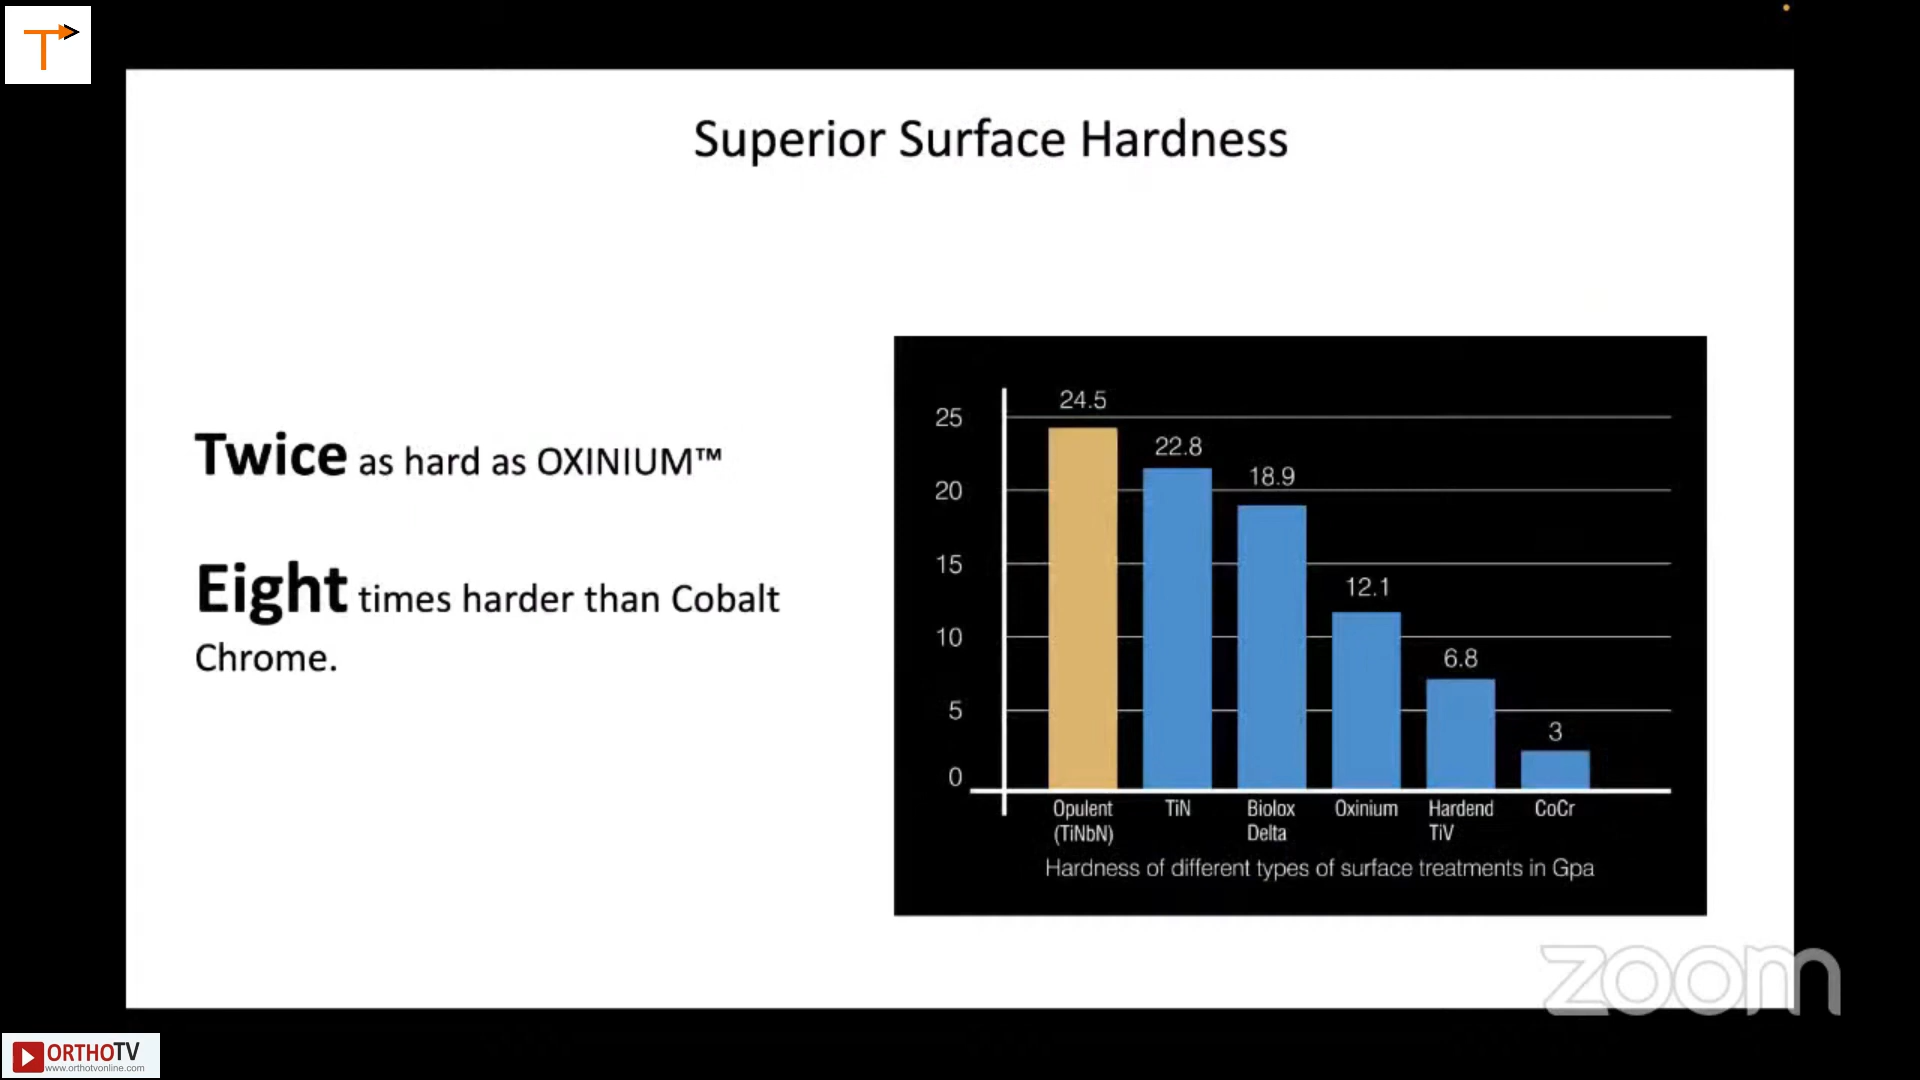 T
Superior Surface Hardness
Twice as hard as OXINIUM™
Eight times harder than Cobalt
Chrome.
24.5
25
22.8
18.9
20
15
12.1
10
6.8
5
3
0
Opulent TiN Biolox Oxinium Hardend CoCr
(TiNbN) Delta TiV
Hardness of different types of surface treatments in Gpa
zoom
ORTHOTV
www.orthotvonline.com